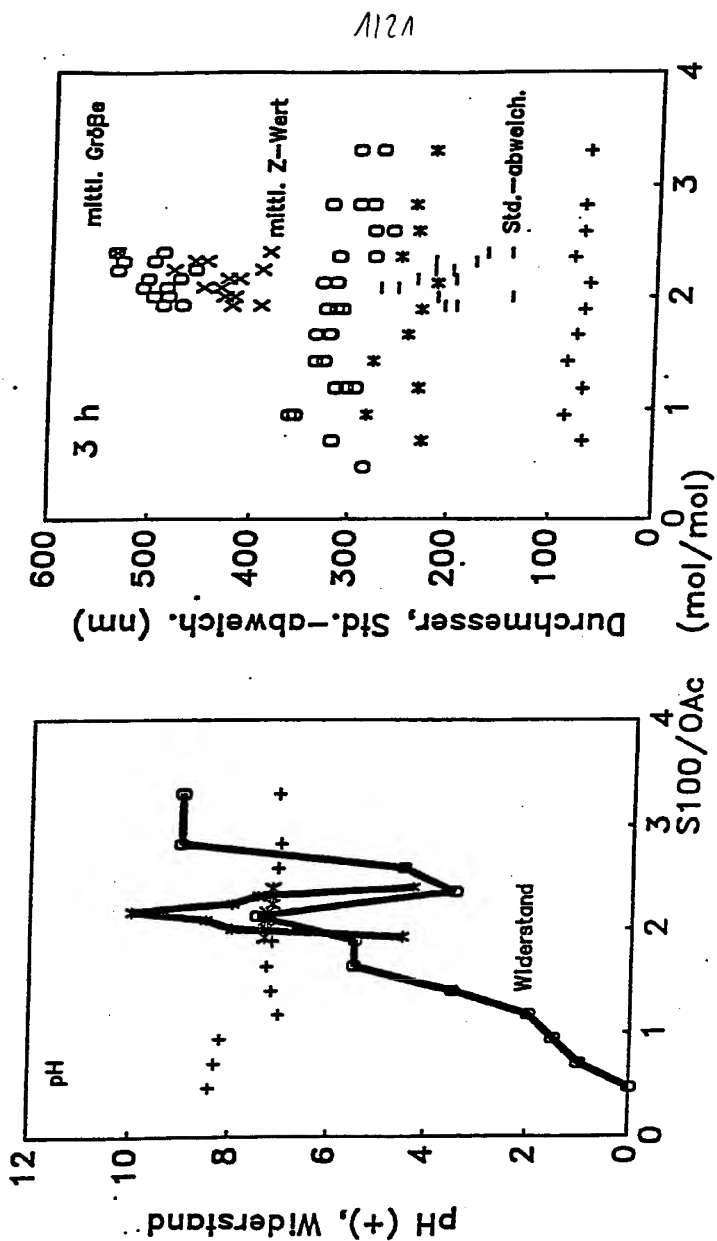 1/21
pH (+), Widerstand
12
10
8
6
4
2
0
pH
Widerstand
0
1
2
3
4
S100/OAc
Durchmesser, Std.-abweich. (nm)
600
500
400
300
200
100
0
3 h
mittl. Größe
mittl. Z-Wert
Std.-abweich.
0
1
2
3
4
(mol/mol)